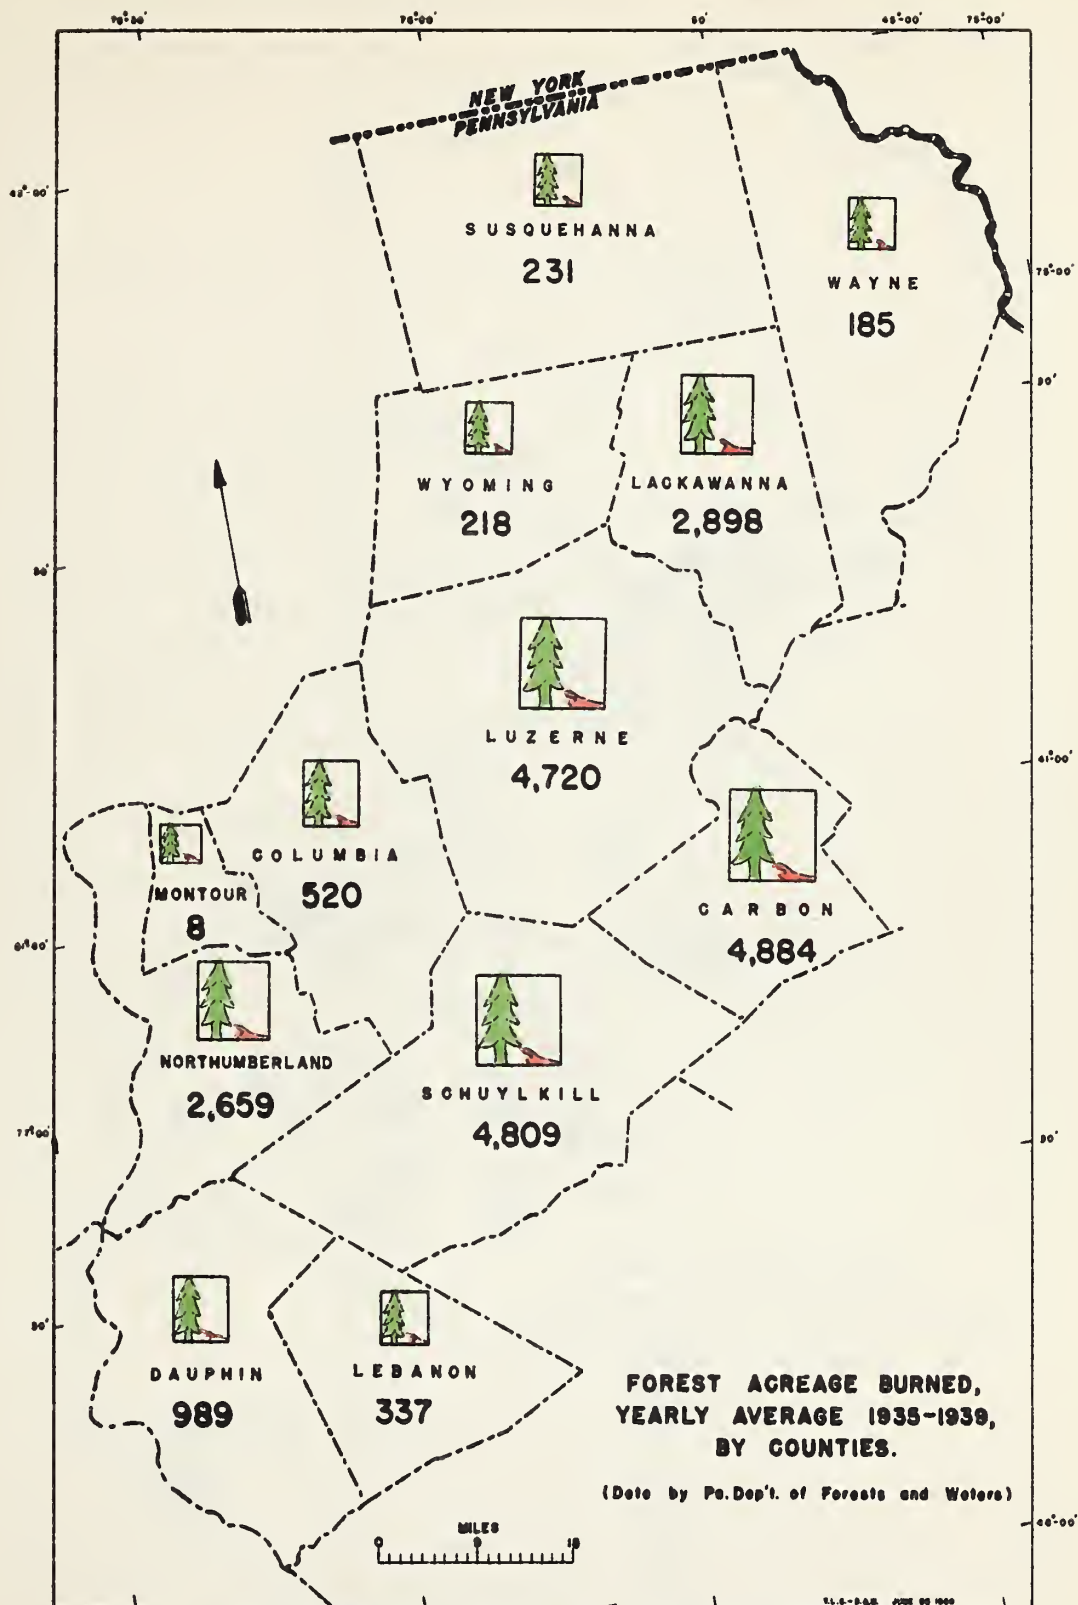 NEW YORK
PENNSYLVANIA
SUSQUEHANNA
231
WAYNE
185
WYOMING
218
LACKAWANNA
2,898
LUZERNE
4,720
COLUMBIA
520
CARBON
4,884
MONTOUR
8
NORTHUMBERLAND
2,659
SCHUYLKILL
4,809
DAUPHIN
989
LEBANON
337
FOREST ACREAGE BURNED,
YEARLY AVERAGE 1935-1939,
BY COUNTIES.
(Data by Pa. Dep't. of Forests and Waters)
MILES
0